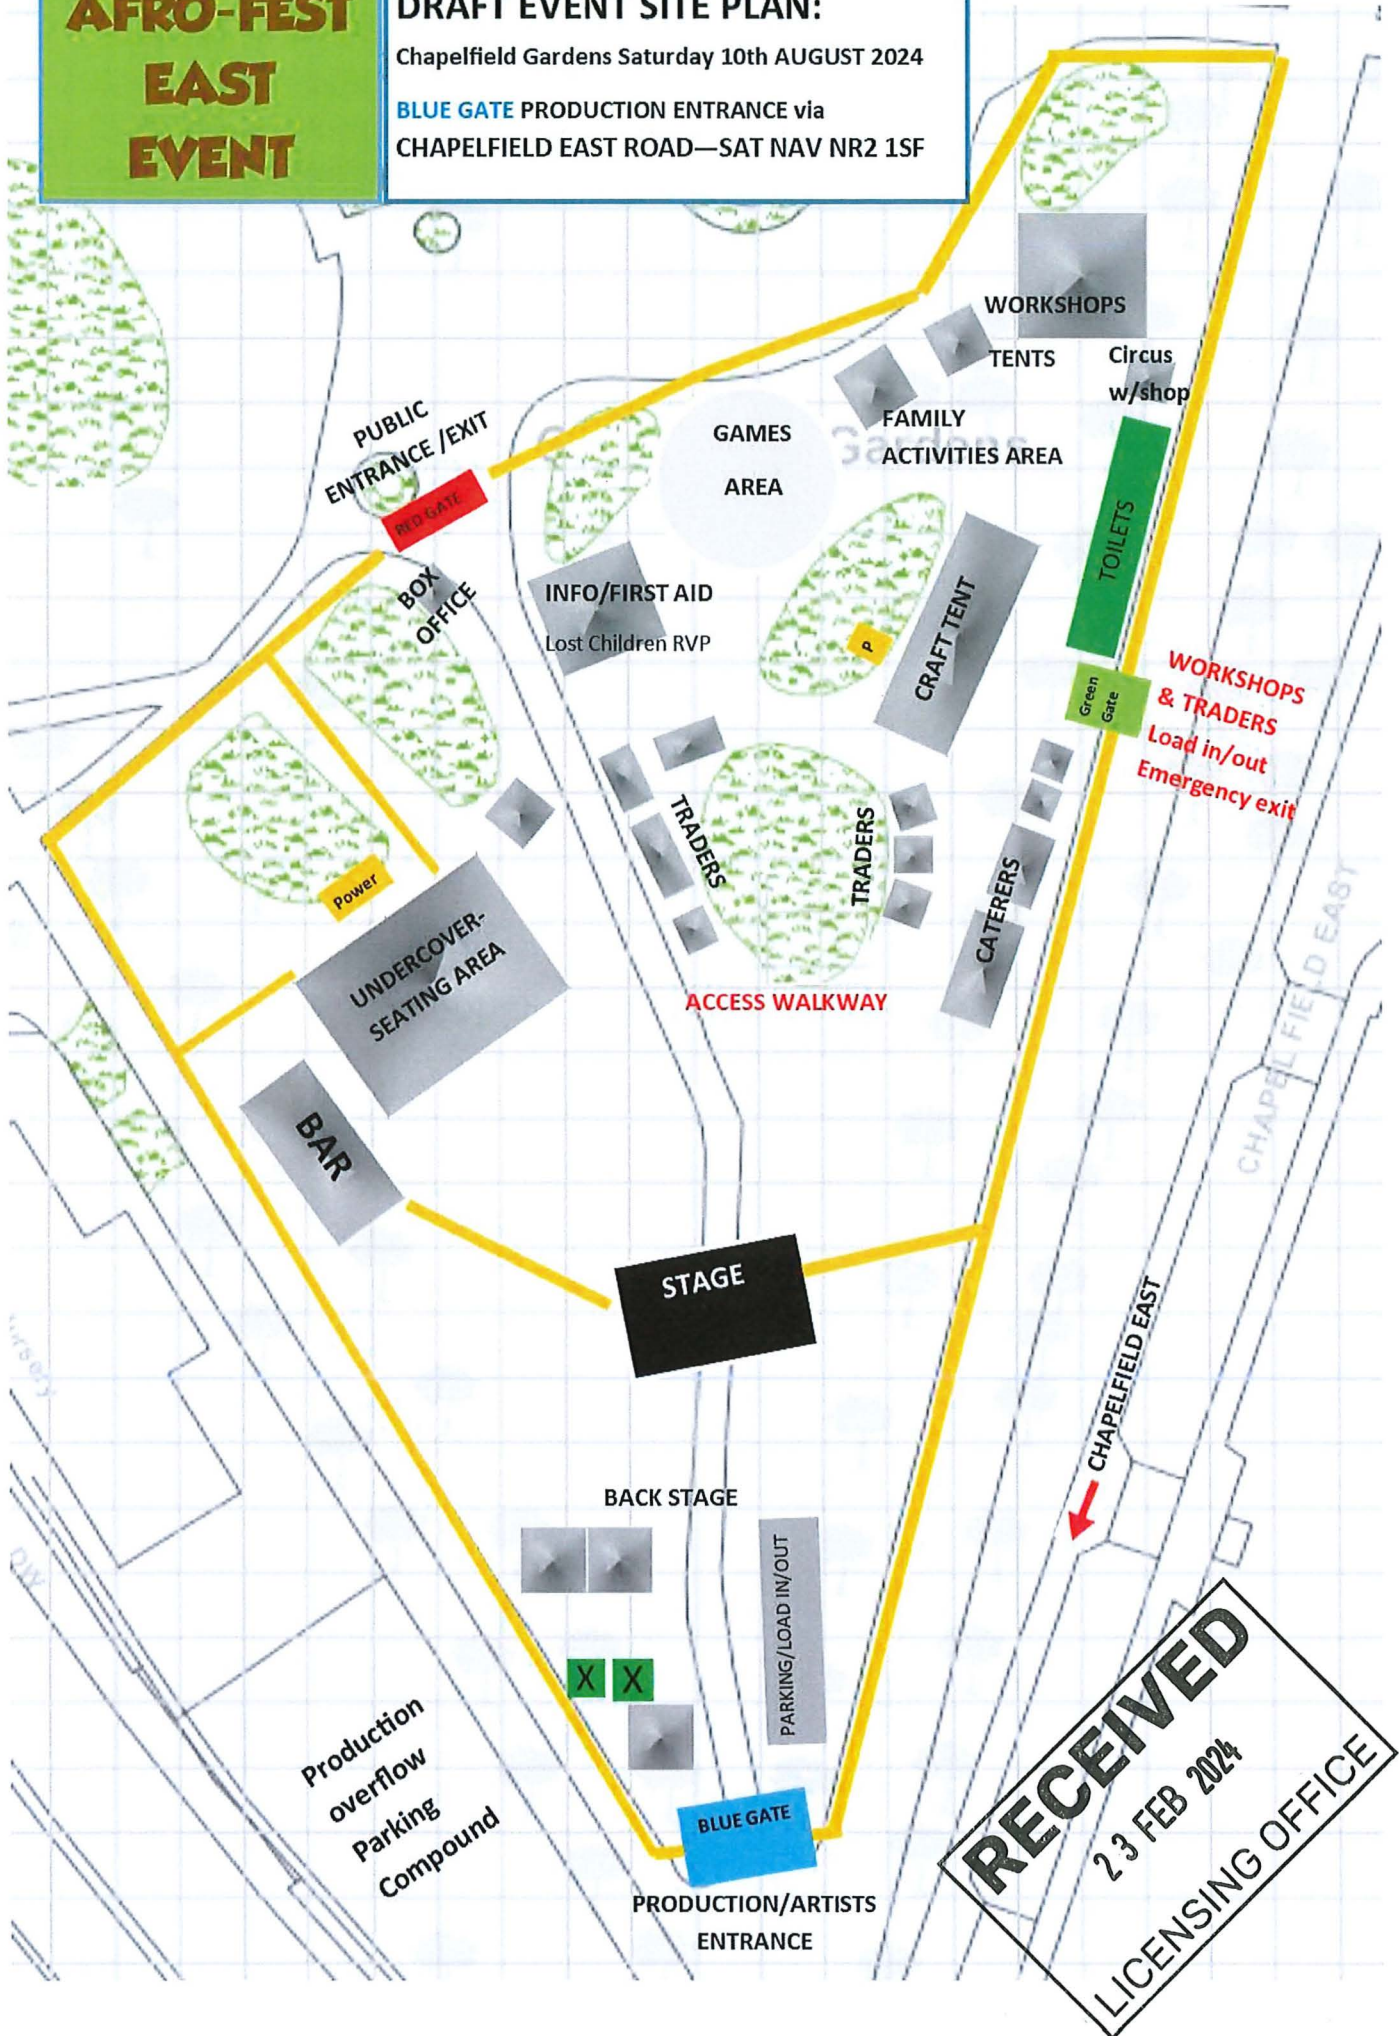 AFRO-FEST
EAST
EVENT
DRAFT EVENT SITE PLAN:
Chapelfield Gardens Saturday 10th AUGUST 2024
BLUE GATE PRODUCTION ENTRANCE via
CHAPELFIELD EAST ROAD—SAT NAV NR2 1SF
WORKSHOPS
TENTS
Circus
w/shop
PUBLIC
ENTRANCE /EXIT
RED GATE
GAMES
AREA
Gardens
FAMILY
ACTIVITIES AREA
BOX
OFFICE
INFO/FIRST AID
Lost Children RVP
P
CRAFT TENT
TOILETS
Green
Gate
WORKSHOPS
& TRADERS
Load in/out
Emergency exit
TRADERS
TRADERS
CATERERS
Power
UNDERCOVER-
SEATING AREA
ACCESS WALKWAY
CHAPEL FIELD EAST
BAR
STAGE
CHAPELFIELD EAST
BACK STAGE
PARKING/LOAD IN/OUT
X X
Production
overflow
Parking
Compound
BLUE GATE
PRODUCTION/ARTISTS
ENTRANCE
RECEIVED
23 FEB 2024
LICENSING OFFICE